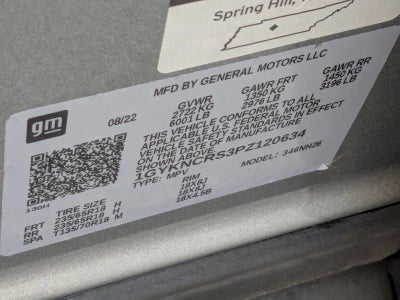 Spring Hill,
MFD BY GENERAL MOTORS LLC
gm
08/22
GVWR GAWR FRT GAWR RR
2722 KG 1350 KG 1450 KG
6001 LB 2976 LB 3196 LB
THIS VEHICLE CONFORMS TO ALL
APPLICABLE U.S. FEDERAL MOTOR
VEHICLE SAFETY STANDARDS IN EFFECT
ON THE DATE OF MANUFACTURE
SHOWN ABOVE.
1GYKNCRS3PZ120634
TYPE: MPV MODEL: 346NH26
130H
TIRE SIZE RIM
FRT 235/65R18 H 18X8J
RR 235/65R18 H 18X8J
SPA T135/70R18 M 18X4.5B